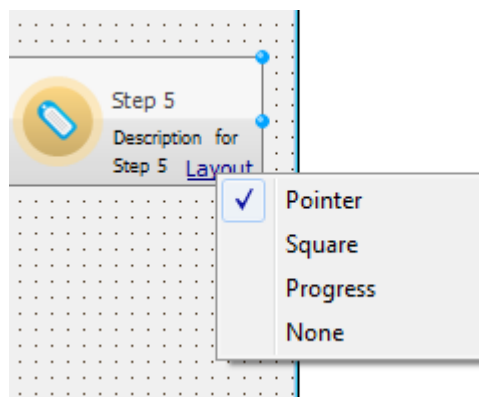 Step 5
Description for
Step 5 Layout
Pointer
Square
Progress
None